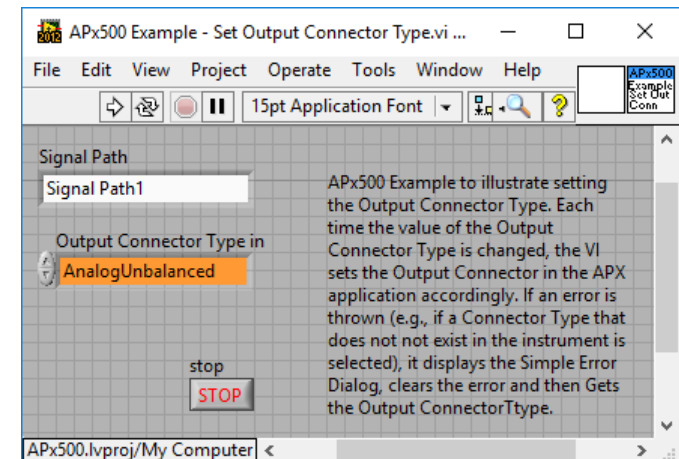 APx500 Example - Set Output Connector Type.vi ...
File Edit View Project Operate Tools Window Help
15pt Application Font
APx500
Example
Set Out
Conn
2012
Signal Path
Signal Path1
Output Connector Type in
AnalogUnbalanced
stop
STOP
APx500 Example to illustrate setting
the Output Connector Type. Each
time the value of the Output
Connector Type is changed, the VI
sets the Output Connector in the APX
application accordingly. If an error is
thrown (e.g., if a Connector Type that
does not not exist in the instrument is
selected), it displays the Simple Error
Dialog, clears the error and then Gets
the Output ConnectorTtype.
APx500.lvproj/My Computer